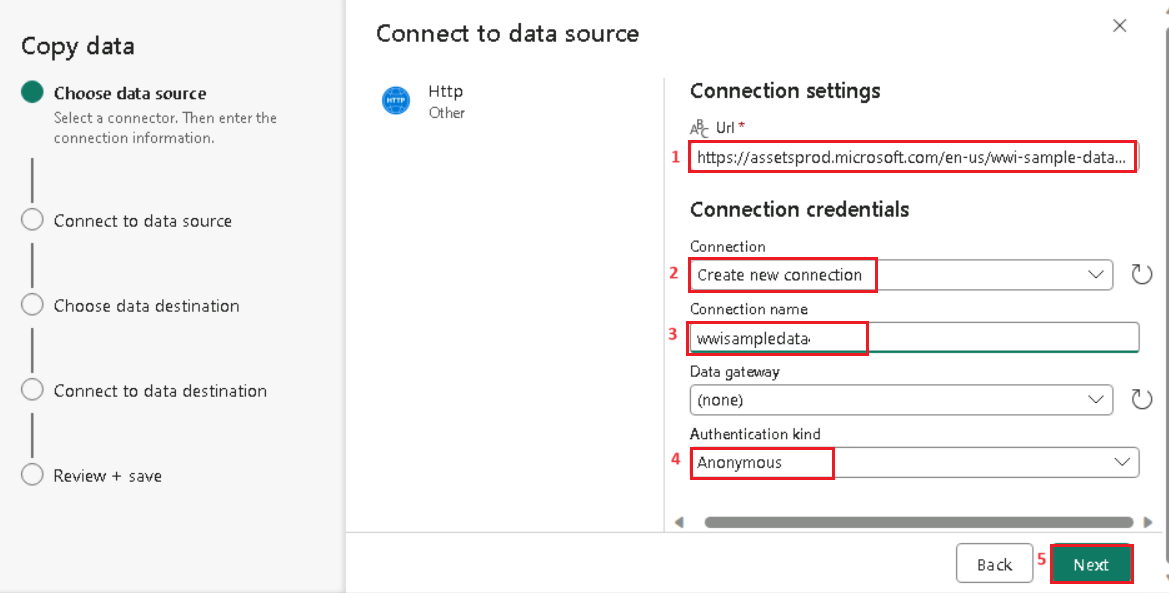 Copy data
Choose data source
Select a connector. Then enter the
connection information.
Connect to data source
Choose data destination
Connect to data destination
Review + save
Connect to data source
HTTP
Http
Other
Connection settings
ABC Url *
1 https://assetsprod.microsoft.com/en-us/wwi-sample-data...
Connection credentials
Connection
2 Create new connection
Connection name
3 wwisampledata
Data gateway
(none)
Authentication kind
4 Anonymous
Back
5 Next